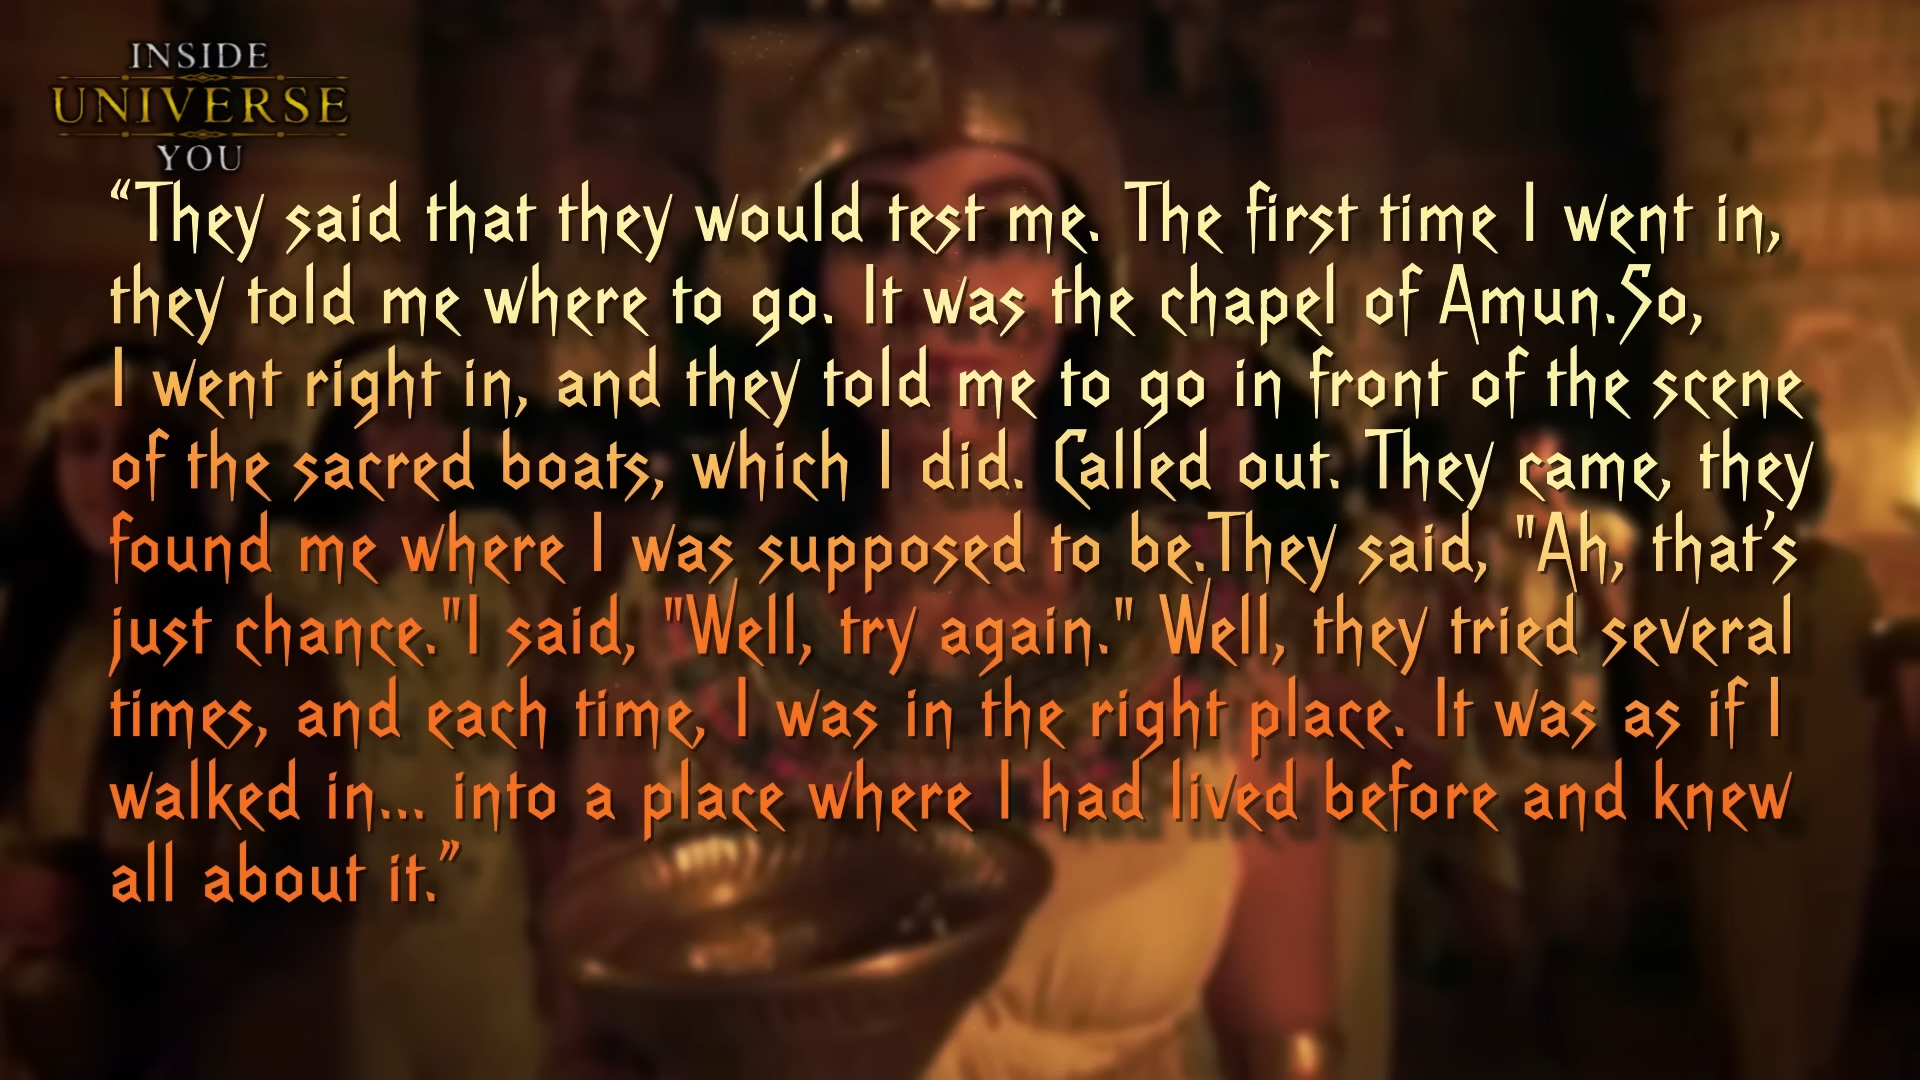 INSIDE
UNIVERSE
YOU
“They said that they would test me. The first time I went in,
they told me where to go. It was the chapel of Amun.So,
I went right in, and they told me to go in front of the scene
of the sacred boats, which I did. Called out. They came, they
found me where I was supposed to be.They said, "Ah, that's
just chance."I said, "Well, try again." Well, they tried several
times, and each time, I was in the right place. It was as if I
walked in... into a place where I had lived before and knew
all about it.”